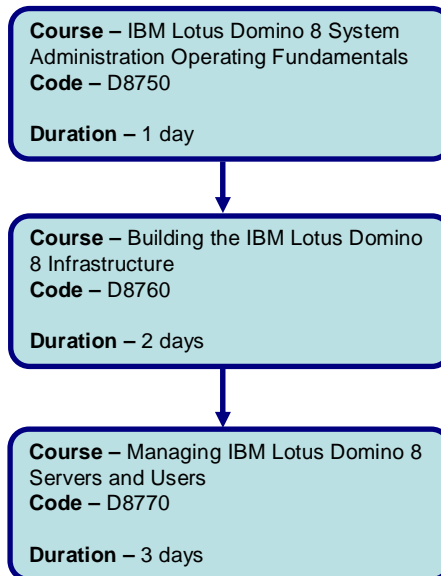 Course – IBM Lotus Domino 8 System
Administration Operating Fundamentals
Code – D8750
Duration – 1 day
Course – Building the IBM Lotus Domino
8 Infrastructure
Code – D8760
Duration – 2 days
Course – Managing IBM Lotus Domino 8
Servers and Users
Code – D8770
Duration – 3 days